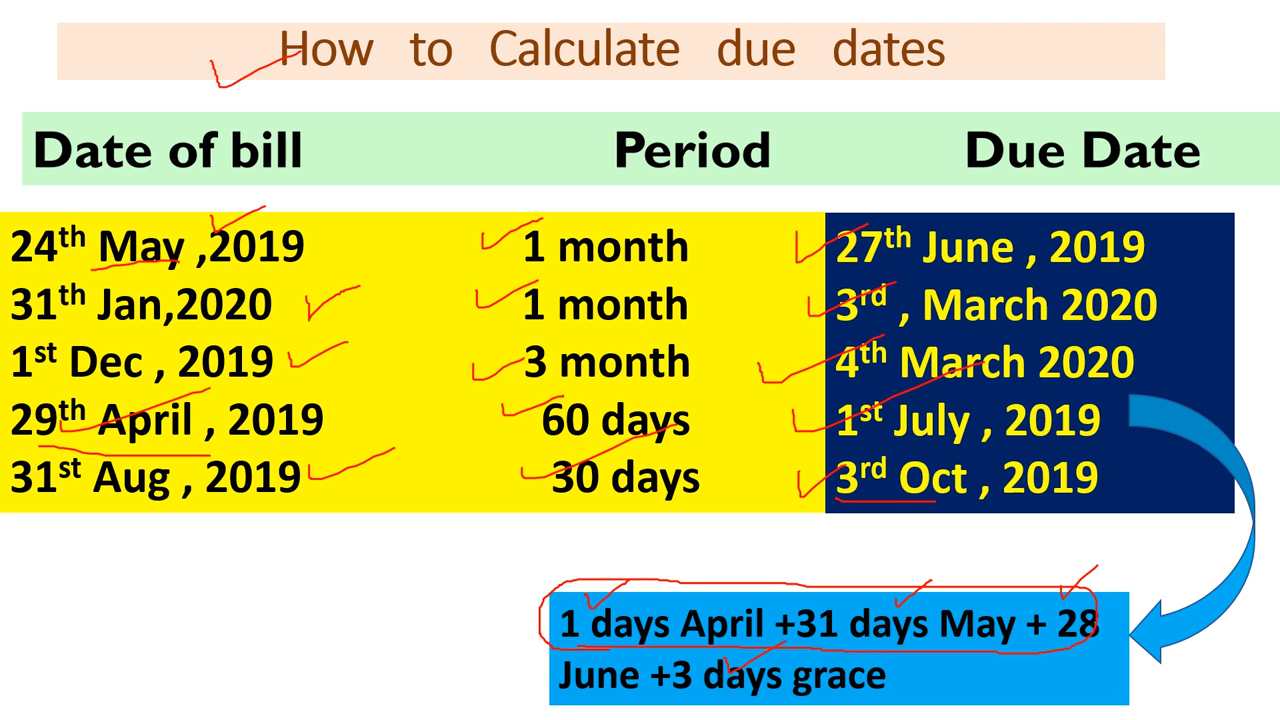 How to Calculate due dates
Date of bill Period Due Date
24th May ,2019 1 month 27th June , 2019
31th Jan,2020 1 month 3rd , March 2020
1st Dec , 2019 3 month 4th March 2020
29th April , 2019 60 days 1st July , 2019
31st Aug , 2019 30 days 3rd Oct , 2019
1 days April +31 days May + 28
June +3 days grace